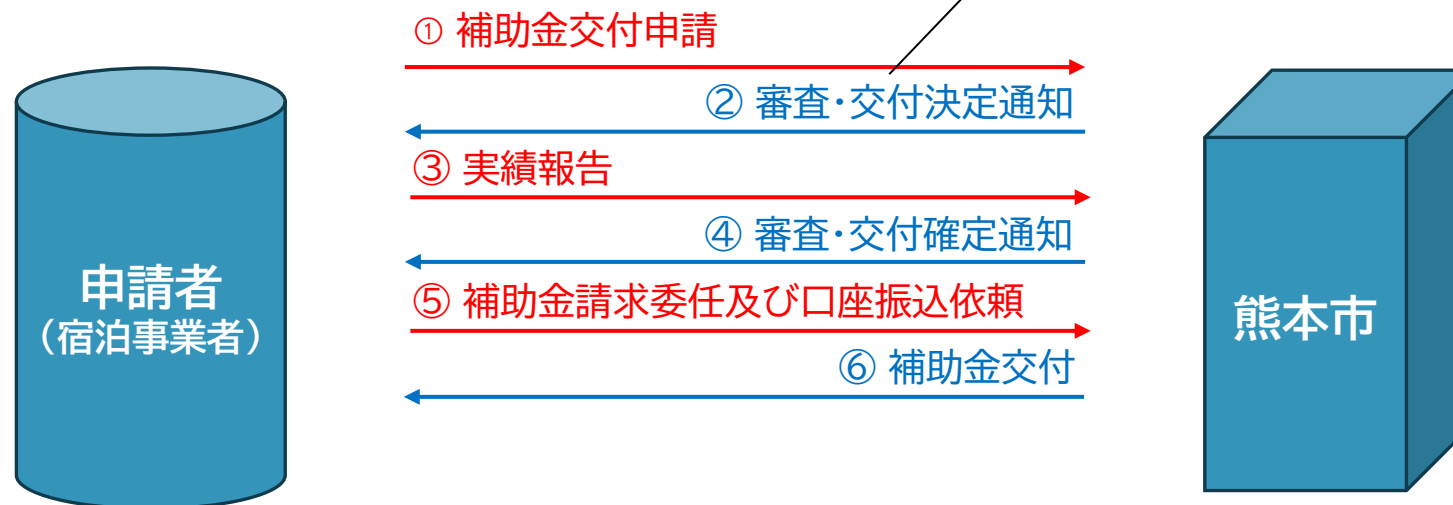 ① 補助金交付申請
② 審査・交付決定通知
③ 実績報告
④ 審査・交付確定通知
⑤ 補助金請求委任及び口座振込依頼
⑥ 補助金交付
申請者
（宿泊事業者）
熊本市